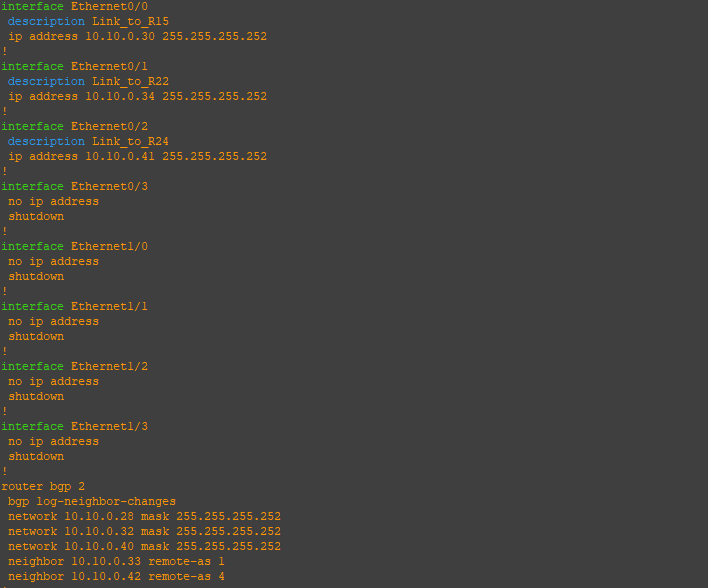 interface Ethernet0/0
 description Link_to_R15
 ip address 10.10.0.30 255.255.255.252
!
interface Ethernet0/1
 description Link_to_R22
 ip address 10.10.0.34 255.255.255.252
!
interface Ethernet0/2
 description Link_to_R24
 ip address 10.10.0.41 255.255.255.252
!
interface Ethernet0/3
 no ip address
 shutdown
!
interface Ethernet1/0
 no ip address
 shutdown
!
interface Ethernet1/1
 no ip address
 shutdown
!
interface Ethernet1/2
 no ip address
 shutdown
!
interface Ethernet1/3
 no ip address
 shutdown
!
router bgp 2
 bgp log-neighbor-changes
 network 10.10.0.28 mask 255.255.255.252
 network 10.10.0.32 mask 255.255.255.252
 network 10.10.0.40 mask 255.255.255.252
 neighbor 10.10.0.33 remote-as 1
 neighbor 10.10.0.42 remote-as 4